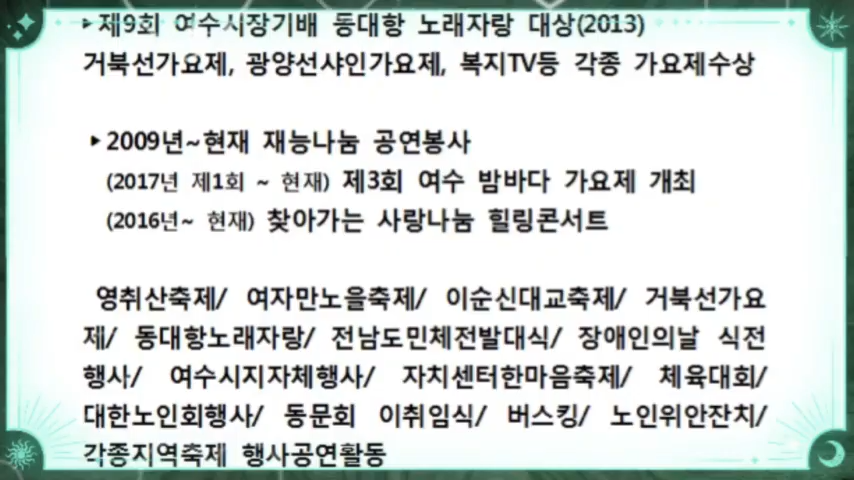 ▸제9회 여수시장기배 동대항 노래자랑 대상(2013)
거북선가요제, 광양선샤인가요제, 복지TV등 각종 가요제수상
▸2009년~현재 재능나눔 공연봉사
(2017년 제1회 ~ 현재) 제3회 여수 밤바다 가요제 개최
(2016년~ 현재) 찾아가는 사랑나눔 힐링콘서트
영취산축제/ 여자만노을축제/ 이순신대교축제/ 거북선가요
제/ 동대항노래자랑/ 전남도민체전발대식/ 장애인의날 식전
행사/ 여수시지자체행사/ 자치센터한마음축제/ 체육대회/
대한노인회행사/ 동문회 이취임식/ 버스킹/ 노인위안잔치/
각종지역축제 행사공연활동